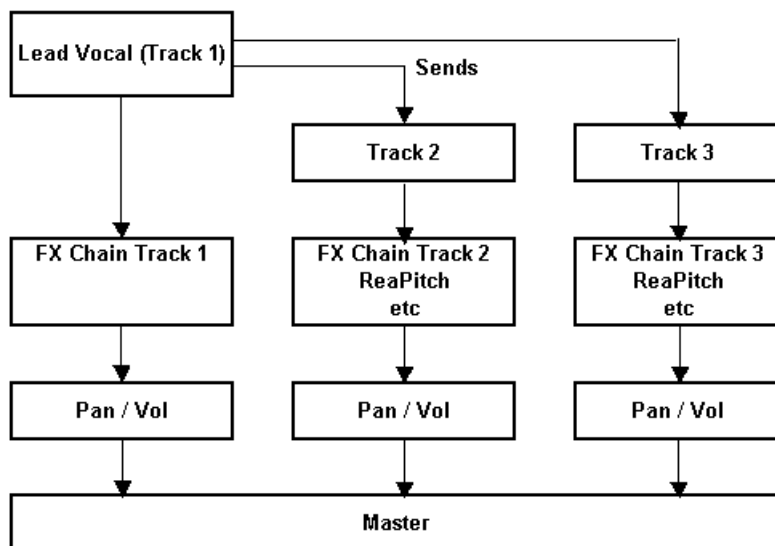 Lead Vocal (Track 1)
Sends
Track 2
Track 3
FX Chain Track 1
FX Chain Track 2
ReaPitch
etc
FX Chain Track 3
ReaPitch
etc
Pan / Vol
Pan / Vol
Pan / Vol
Master